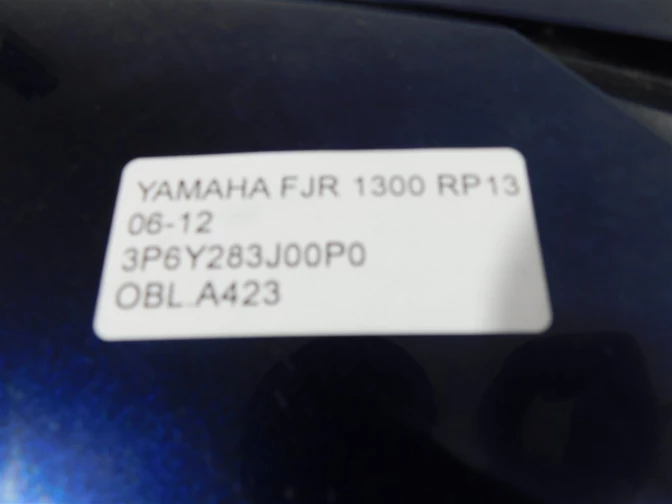 YAMAHA FJR 1300 RP13
06-12
3P6Y283J00P0
OBL.A423